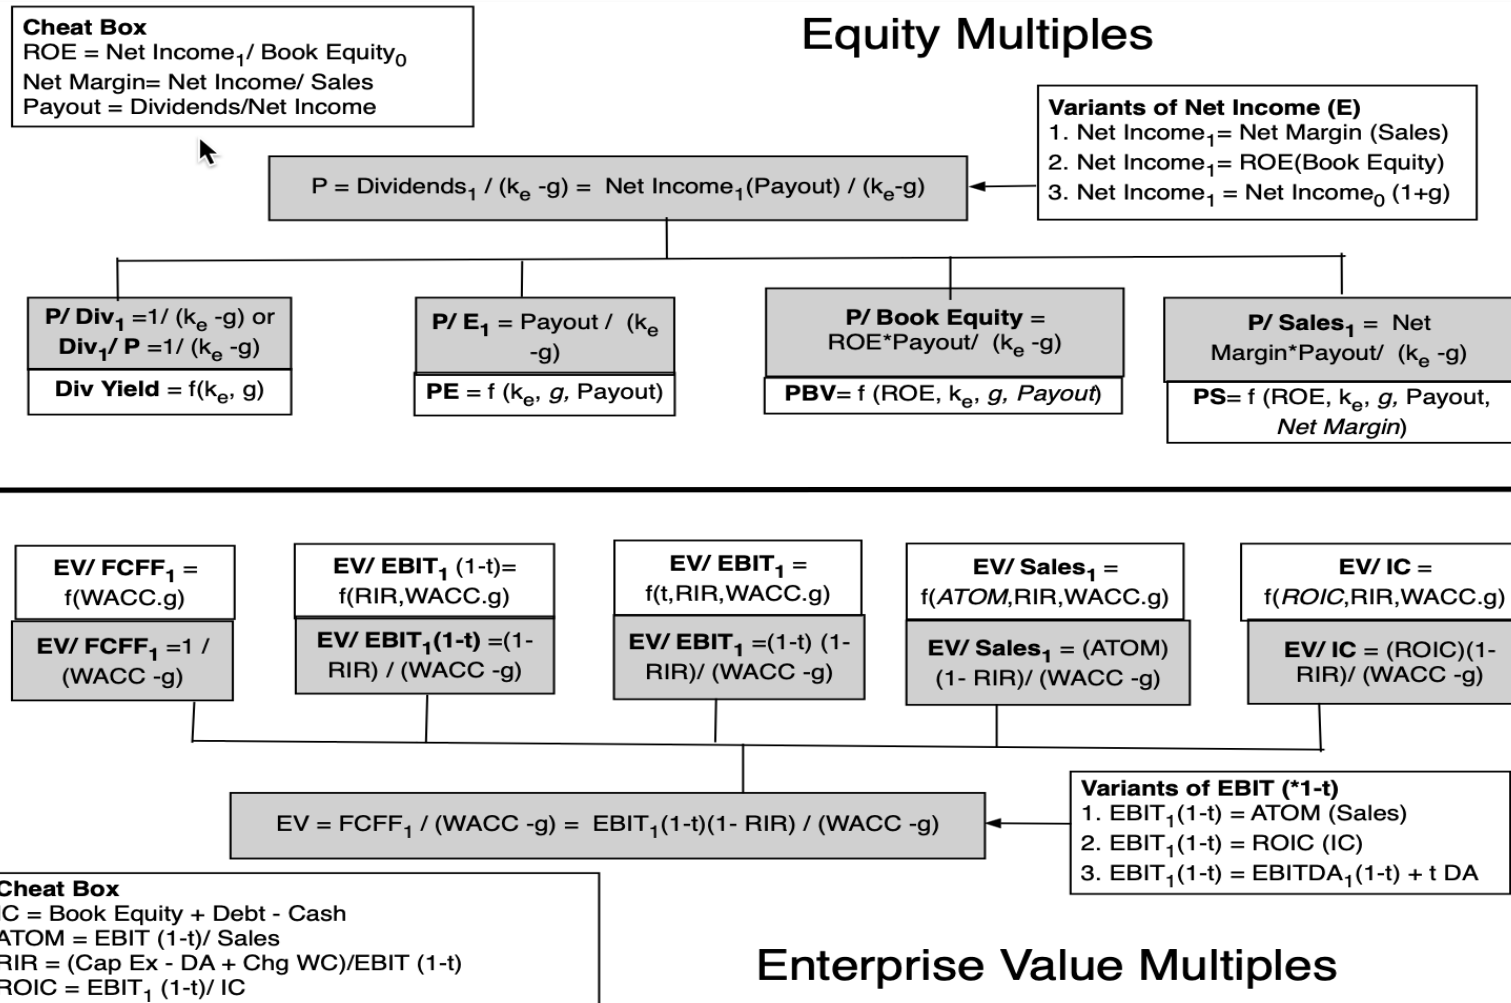 Cheat Box
ROE = Net Income₁/ Book Equity₀
Net Margin= Net Income/ Sales
Payout = Dividends/Net Income
Equity Multiples
Variants of Net Income (E)
1. Net Income₁= Net Margin (Sales)
2. Net Income₁= ROE(Book Equity)
3. Net Income₁ = Net Income₀ (1+g)
P = Dividends₁ / (kₑ -g) = Net Income₁(Payout) / (kₑ-g)
P/ Div₁ =1/ (kₑ -g) or
Div₁/ P =1/ (kₑ -g)
Div Yield = f(kₑ, g)
P/ E₁ = Payout / (kₑ
-g)
PE = f (kₑ, g, Payout)
P/ Book Equity =
ROE*Payout/ (kₑ -g)
PBV= f (ROE, kₑ, g, Payout)
P/ Sales₁ = Net
Margin*Payout/ (kₑ -g)
PS= f (ROE, kₑ, g, Payout,
Net Margin)
EV/ FCFF₁ =
f(WACC.g)
EV/ FCFF₁ =1 /
(WACC -g)
EV/ EBIT₁ (1-t)=
f(RIR,WACC.g)
EV/ EBIT₁(1-t) =(1-
RIR) / (WACC -g)
EV/ EBIT₁ =
f(t,RIR,WACC.g)
EV/ EBIT₁ =(1-t) (1-
RIR)/ (WACC -g)
EV/ Sales₁ =
f(ATOM,RIR,WACC.g)
EV/ Sales₁ = (ATOM)
(1- RIR)/ (WACC -g)
EV/ IC =
f(ROIC,RIR,WACC.g)
EV/ IC = (ROIC)(1-
RIR)/ (WACC -g)
EV = FCFF₁ / (WACC -g) = EBIT₁(1-t)(1- RIR) / (WACC -g)
Variants of EBIT (*1-t)
1. EBIT₁(1-t) = ATOM (Sales)
2. EBIT₁(1-t) = ROIC (IC)
3. EBIT₁(1-t) = EBITDA₁(1-t) + t DA
Cheat Box
IC = Book Equity + Debt - Cash
ATOM = EBIT (1-t)/ Sales
RIR = (Cap Ex - DA + Chg WC)/EBIT (1-t)
ROIC = EBIT₁ (1-t)/ IC
Enterprise Value Multiples